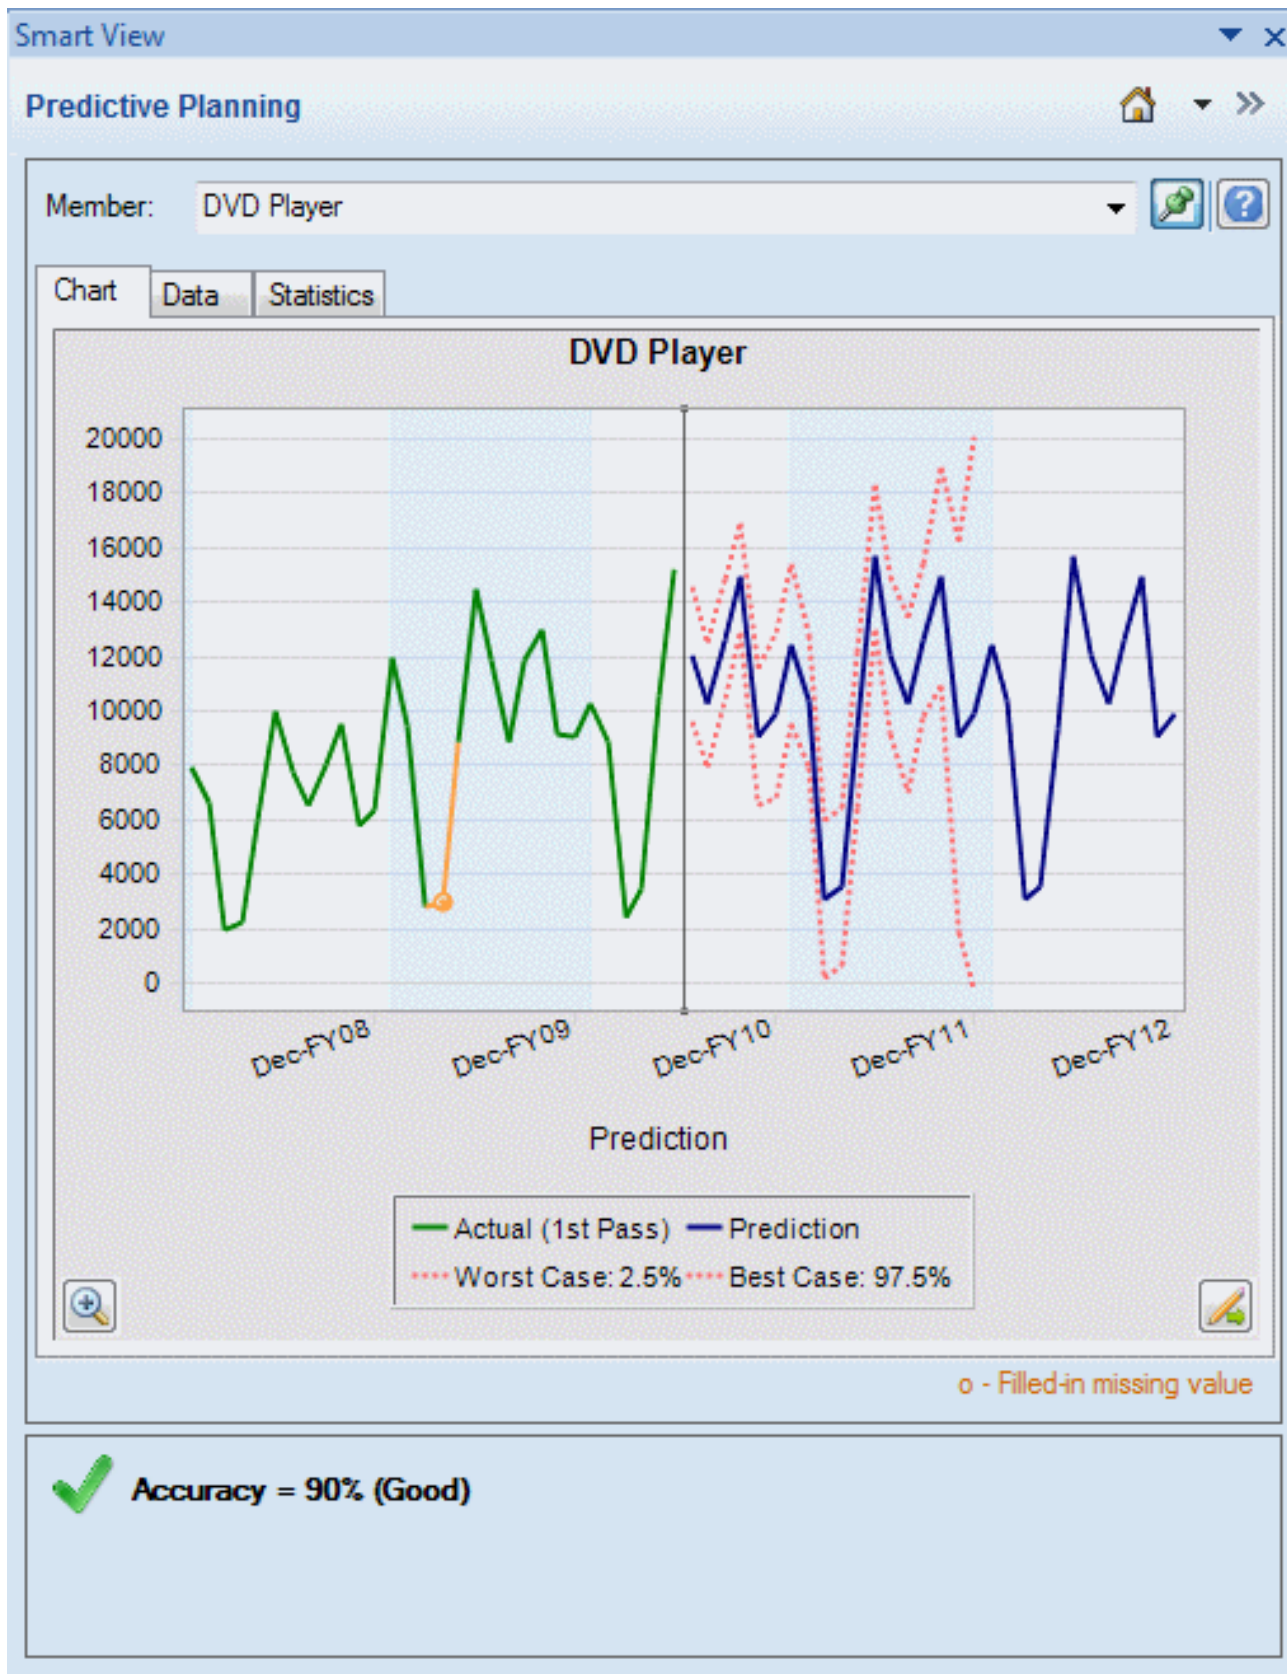 Smart View
Predictive Planning
Member: DVD Player
Chart Data Statistics
DVD Player
20000
18000
16000
14000
12000
10000
8000
6000
4000
2000
0
Dec-FY08 Dec-FY09 Dec-FY10 Dec-FY11 Dec-FY12
Prediction
Actual (1st Pass) Prediction
Worst Case: 2.5% Best Case: 97.5%
o - Filled-in missing value
Accuracy = 90% (Good)